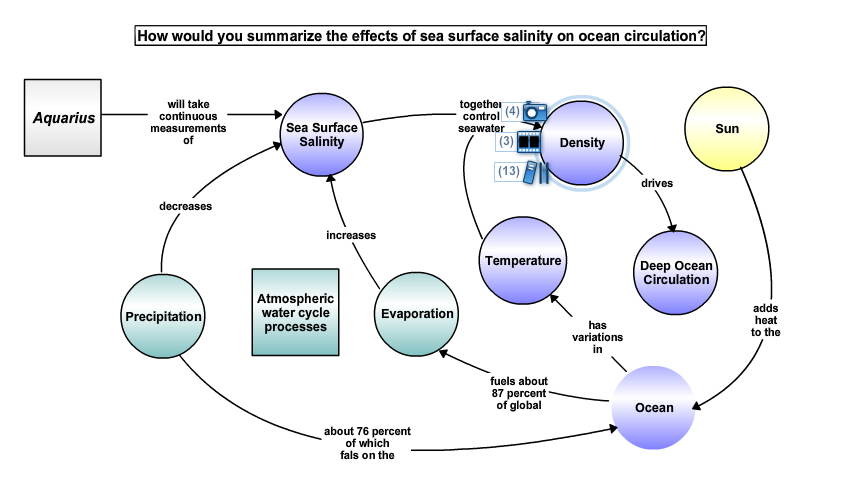 How would you summarize the effects of sea surface salinity on ocean circulation?
Aquarius
will take
continuous
measurements
of
Sea Surface
Salinity
together
control
seawater
(4)
(3)
(13)
Density
Sun
decreases
drives
increases
Temperature
Deep Ocean
Circulation
Precipitation
Atmospheric
water cycle
processes
Evaporation
has
variations
in
adds
heat
to the
fuels about
87 percent
of global
Ocean
about 76 percent
of which
fals on the